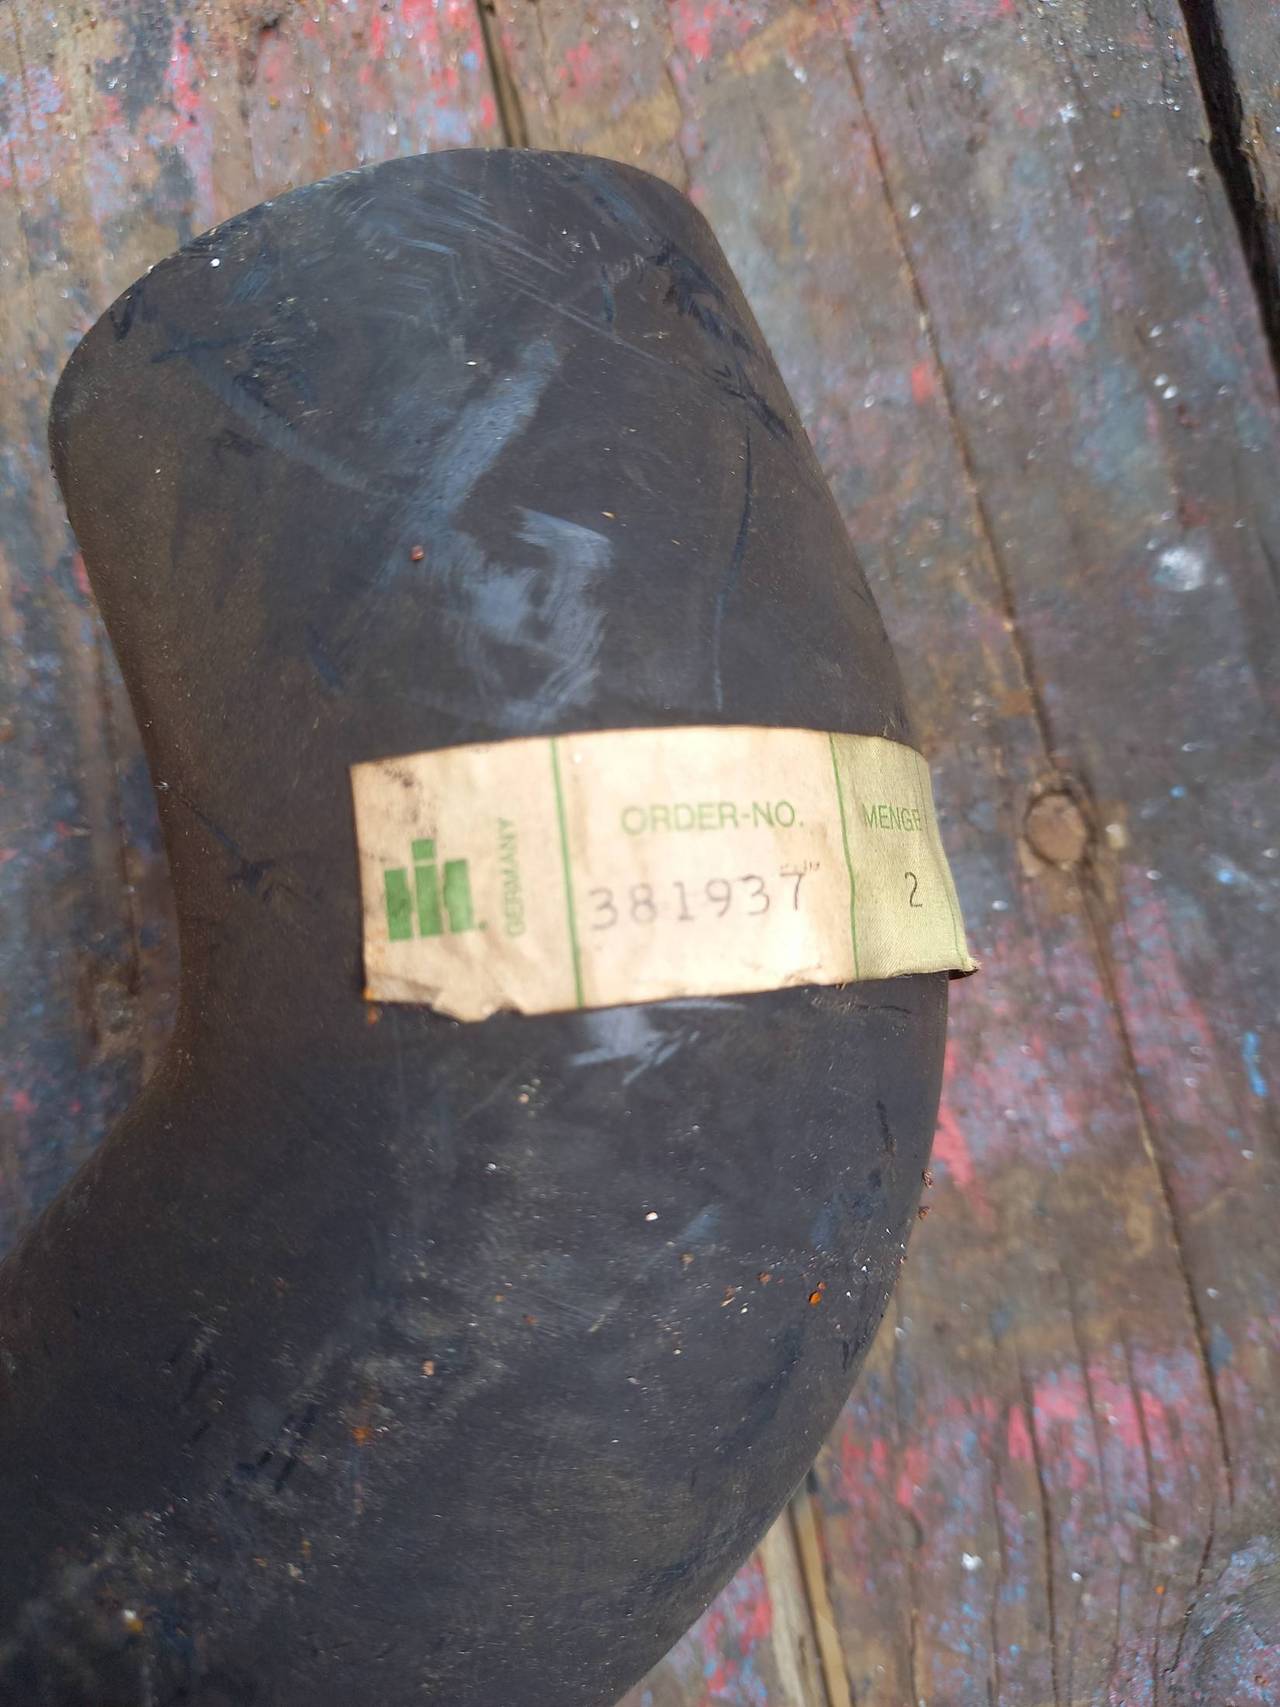 GERMANY
ORDER-NO.
381937
MENGE
2